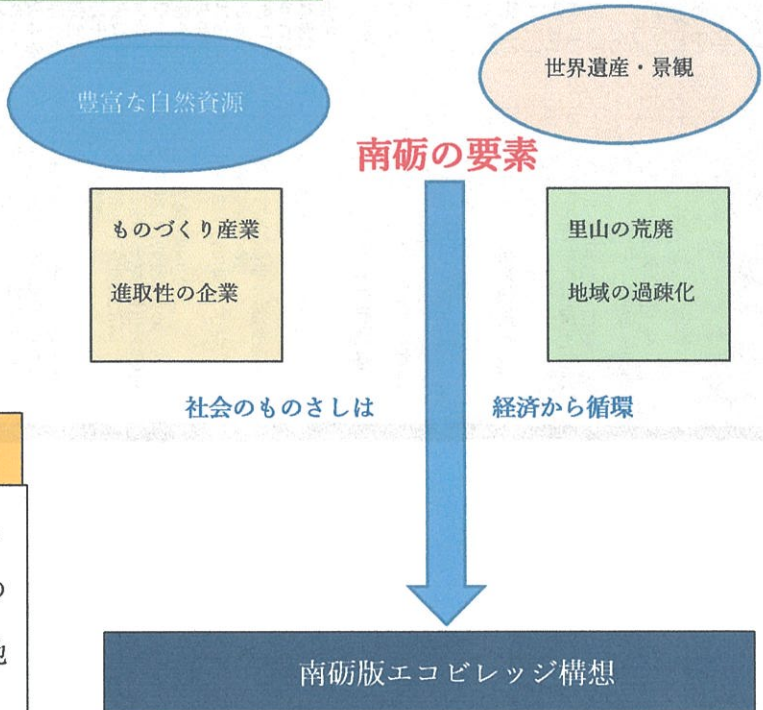 豊富な自然資源
世界遺産・景観
南砺の要素
ものづくり産業
進取性の企業
里山の荒廃
地域の過疎化
社会のものさしは
経済から循環
の
南砺版エコビレッジ構想